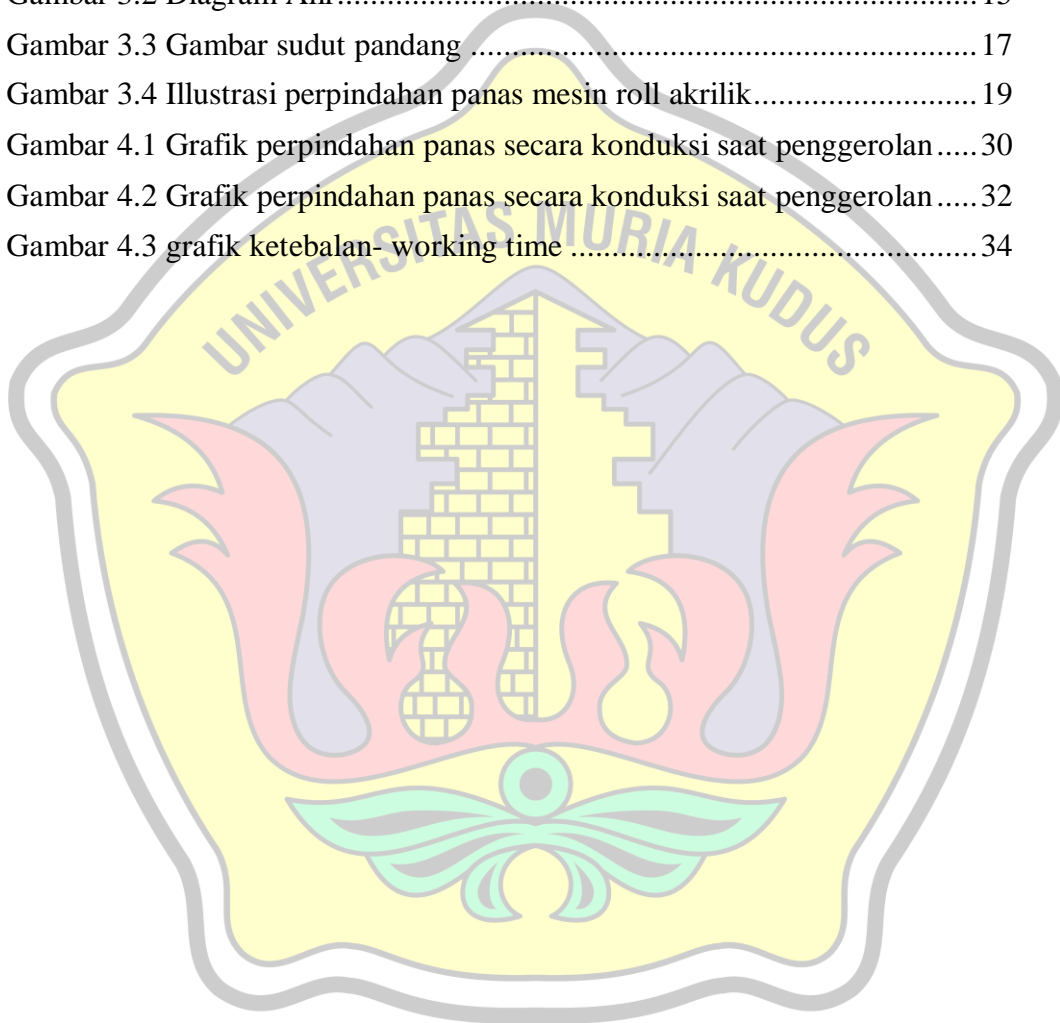 Gambar 3.3 Gambar sudut pandang ........................................................... 17
Gambar 3.4 Illustrasi perpindahan panas mesin roll akrilik.......................... 19
Gambar 4.1 Grafik perpindahan panas secara konduksi saat penggerolan ..... 30
Gambar 4.2 Grafik perpindahan panas secara konduksi saat penggerolan ..... 32
Gambar 4.3 grafik ketebalan- working time ............................................... 34
UNIVERSITAS MURIA KUDUS